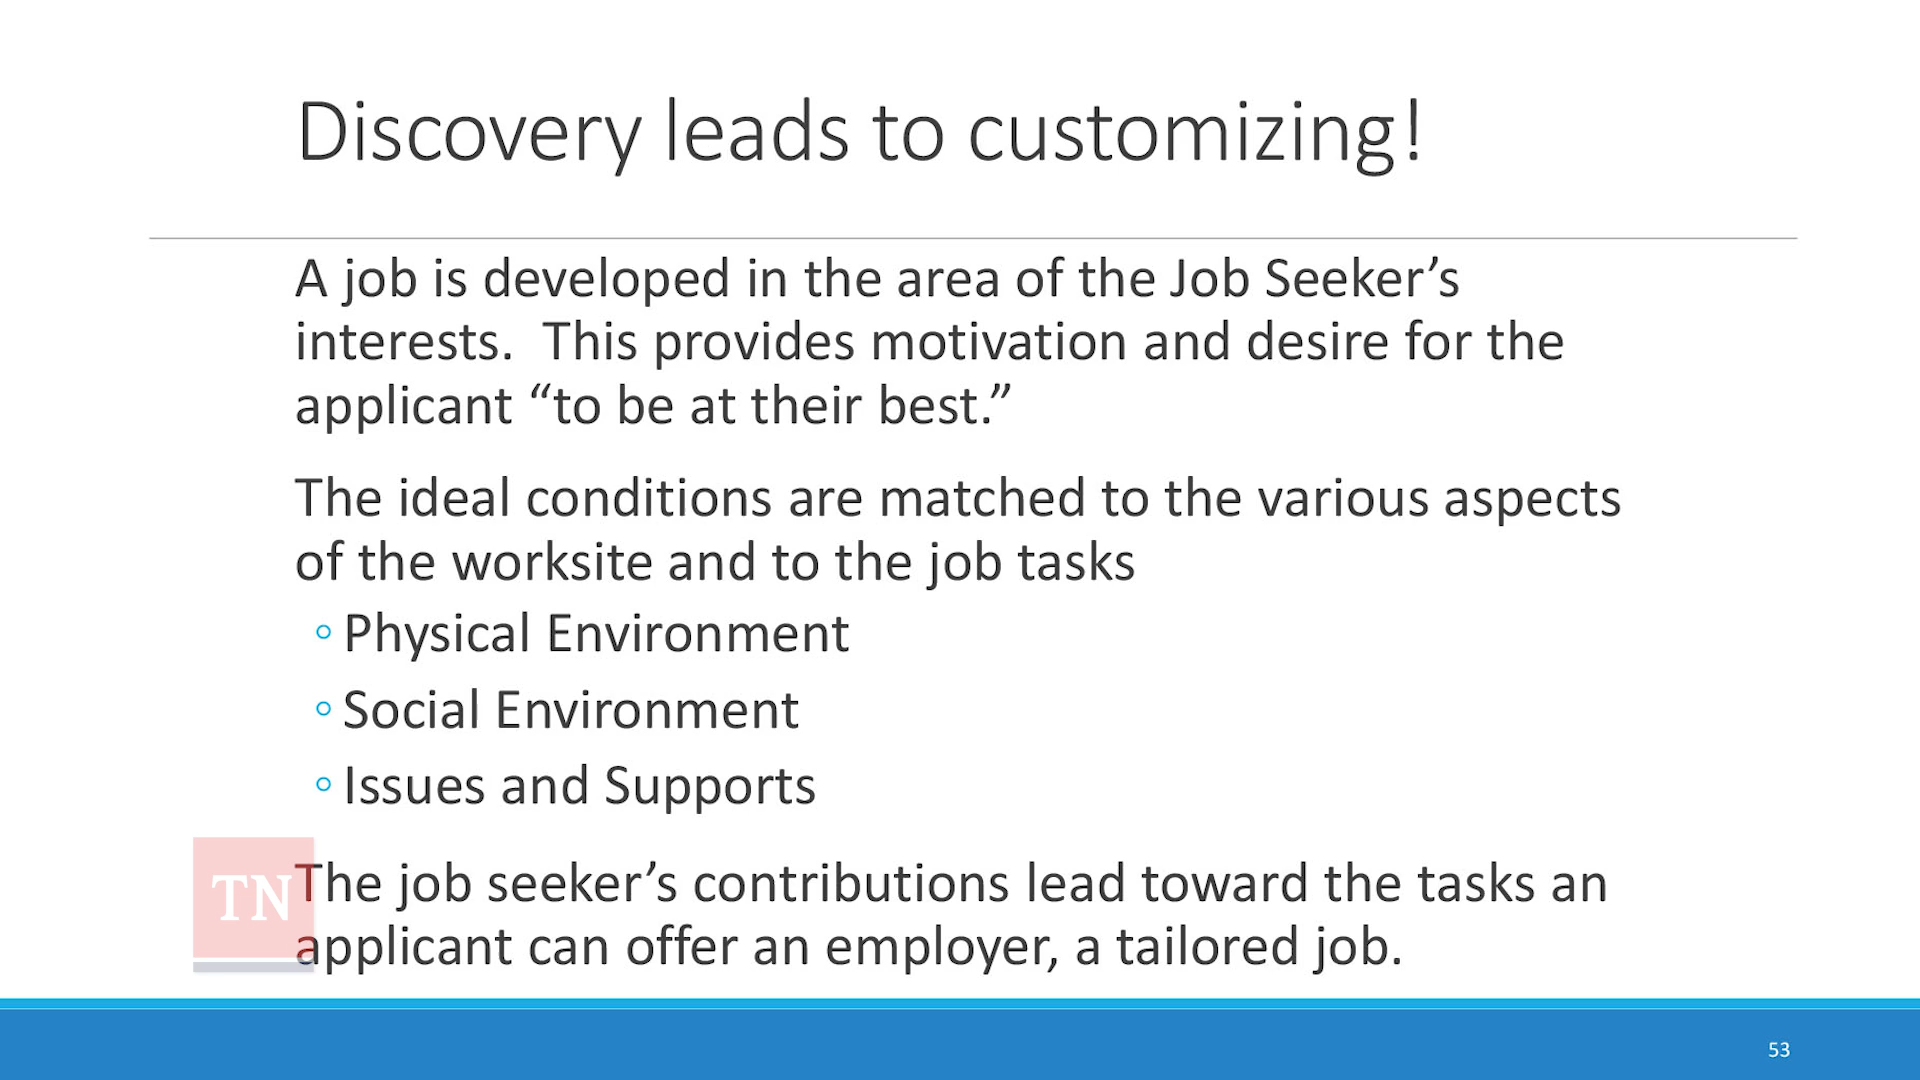 Discovery leads to customizing!
A job is developed in the area of the Job Seeker’s
interests.  This provides motivation and desire for the
applicant “to be at their best.”
The ideal conditions are matched to the various aspects
of the worksite and to the job tasks
◦ Physical Environment
◦ Social Environment
◦ Issues and Supports
TN
The job seeker’s contributions lead toward the tasks an
applicant can offer an employer, a tailored job.
53